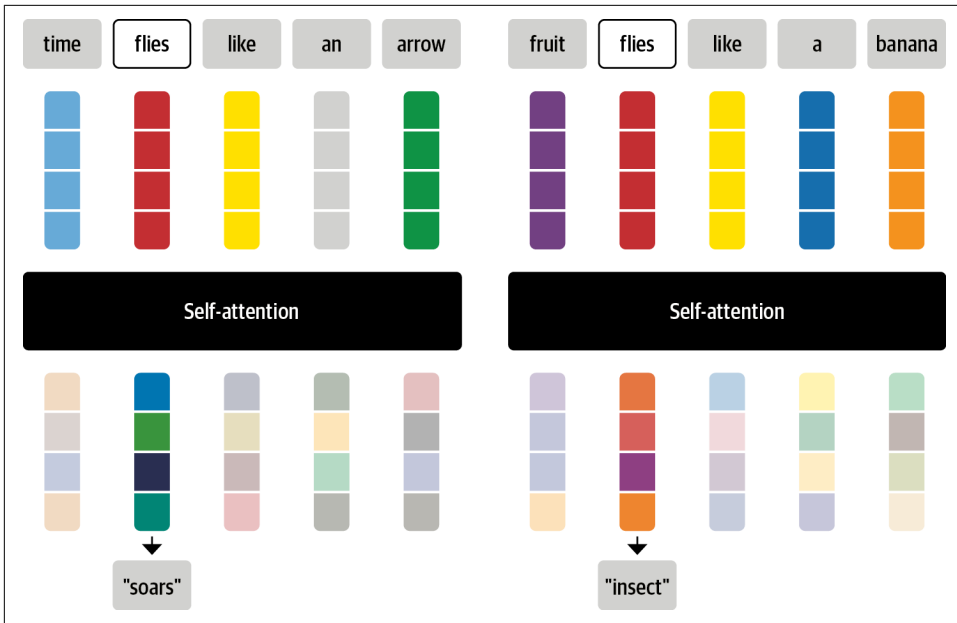 time flies like an arrow
fruit flies like a banana
Self-attention
Self-attention
"soars"
"insect"